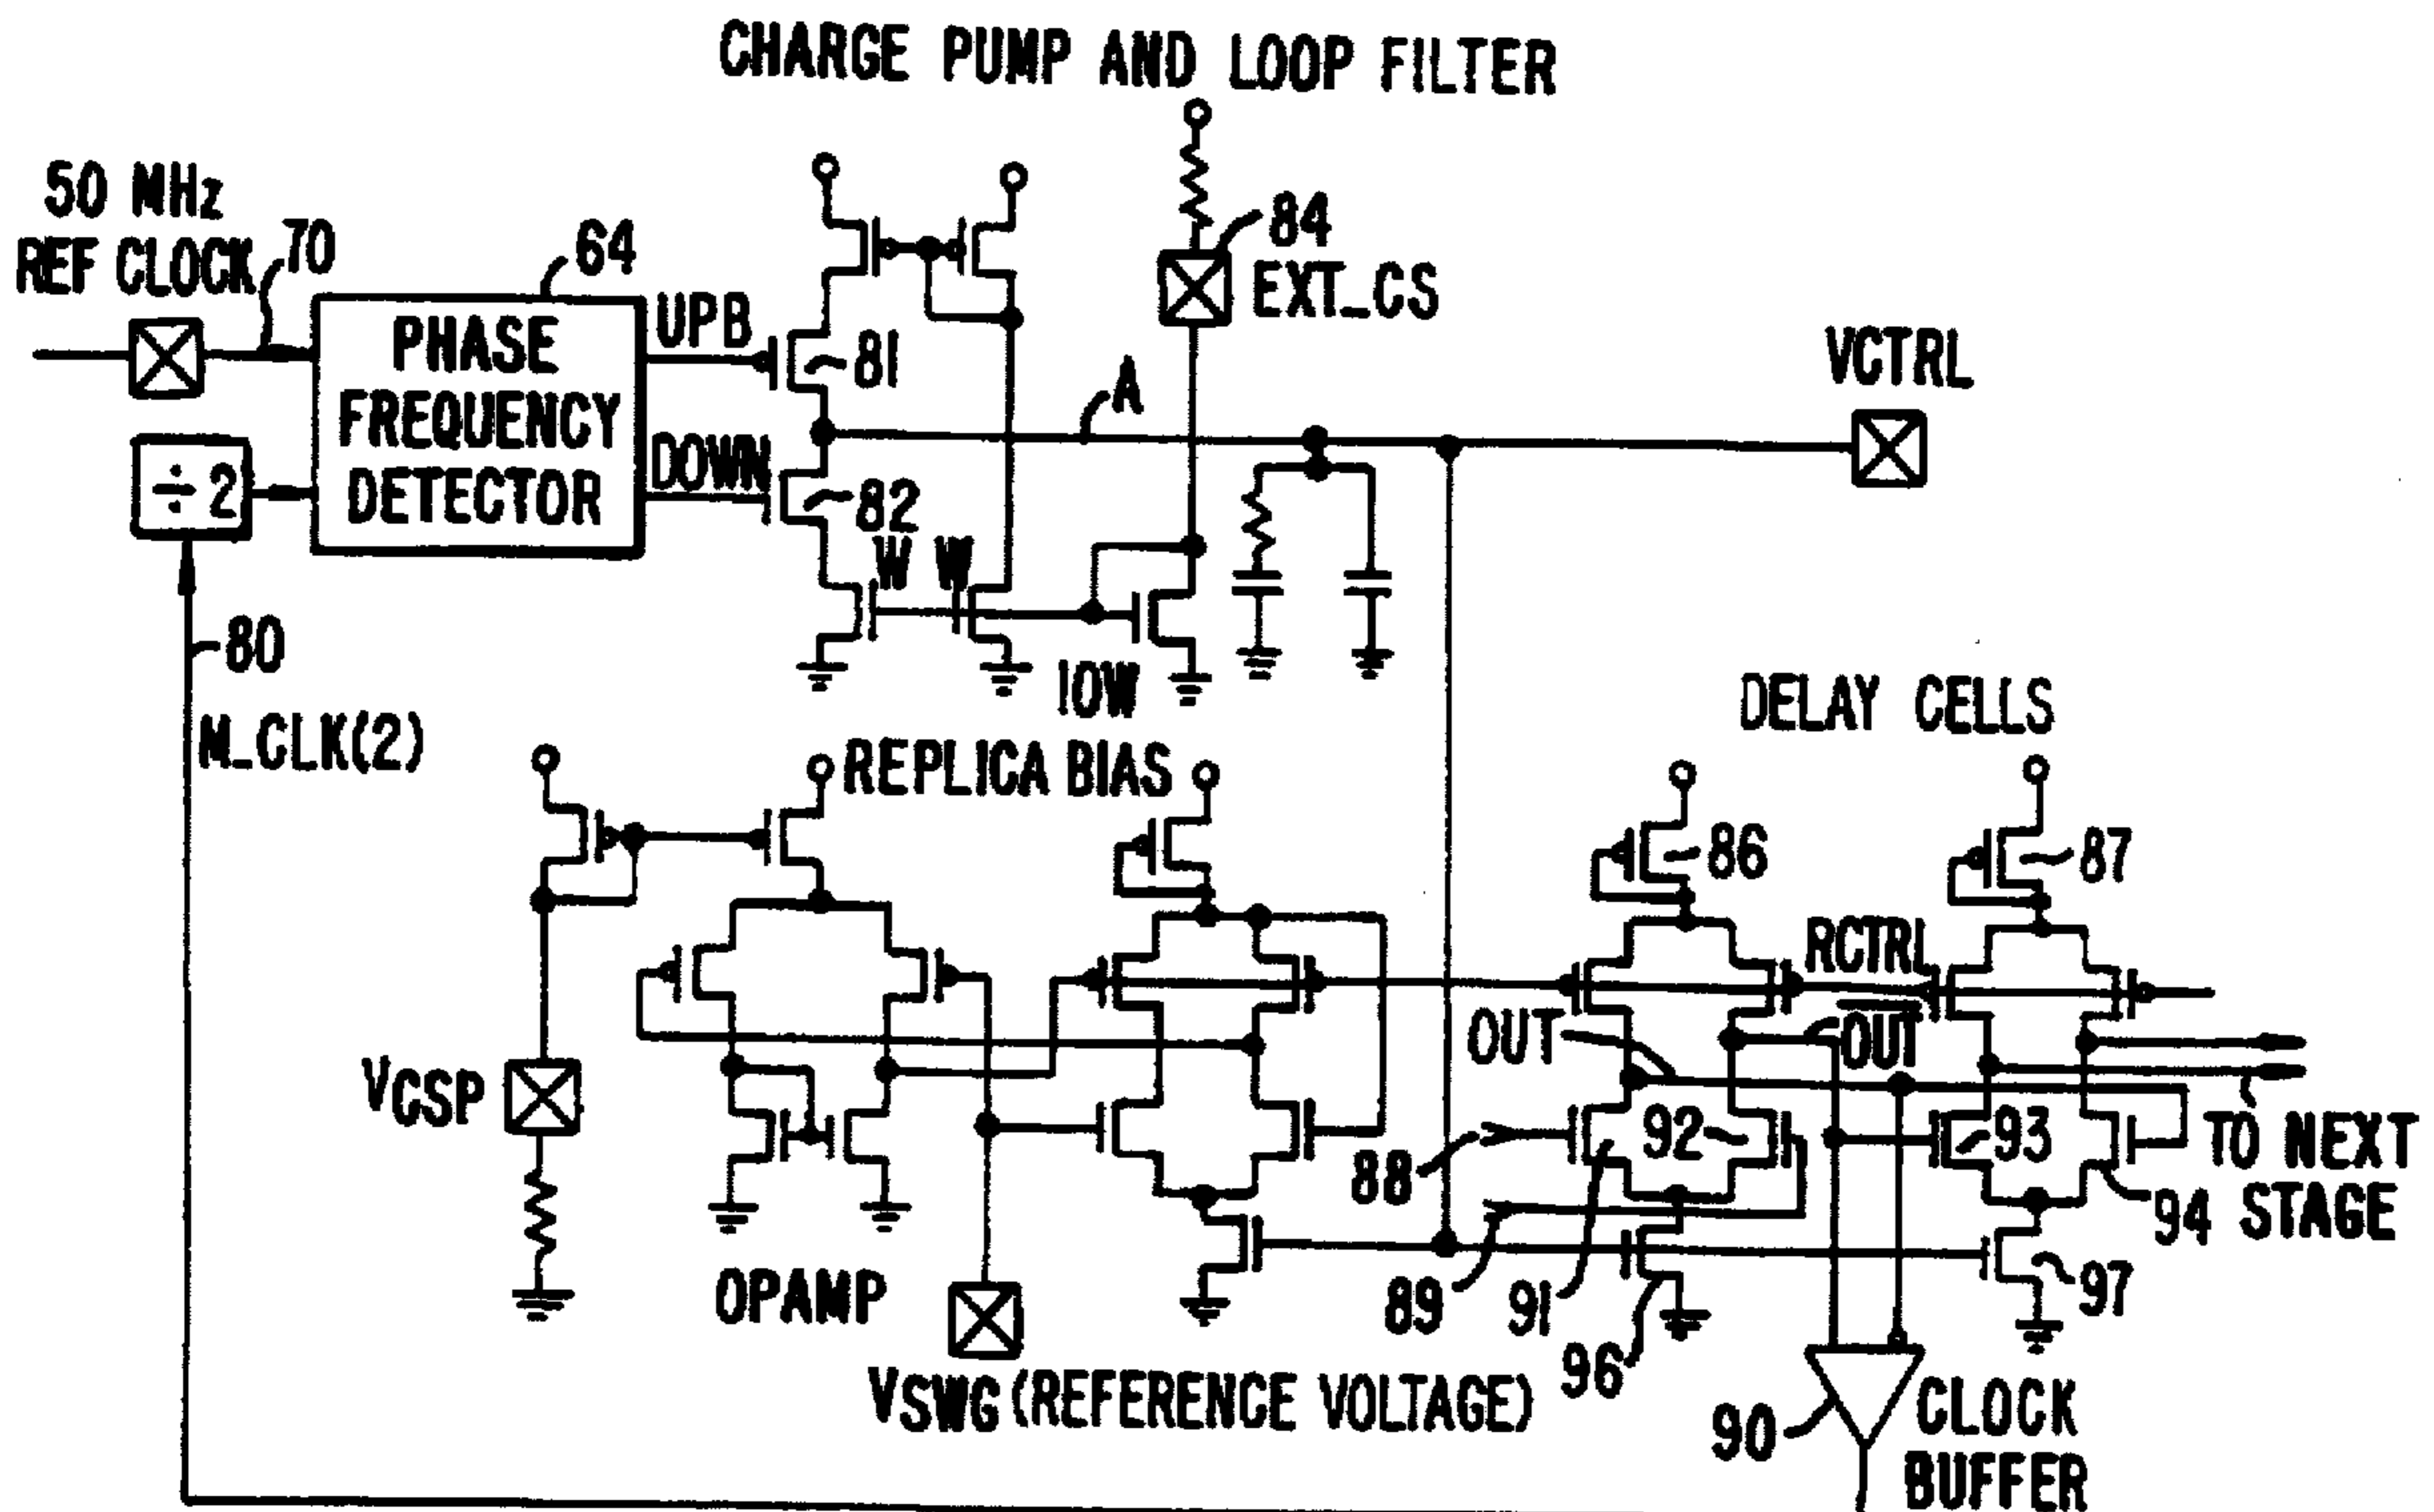 CHARGE PUMP AND LOOP FILTER
50 MHz
REF CLOCK
70
64
84
EXT_CS
PHASE
FREQUENCY
DETECTOR
UPB
81
A
VCTRL
DOWN
82
÷ 2
W W
10W
80
M_CLK(2)
REPLICA BIAS
DELAY CELLS
86
87
RCTRL
OUT
OUT
VCSP
88
92
93
TO NEXT
STAGE
94
OPAMP
89
91
96
97
VSWG (REFERENCE VOLTAGE)
90
CLOCK
BUFFER